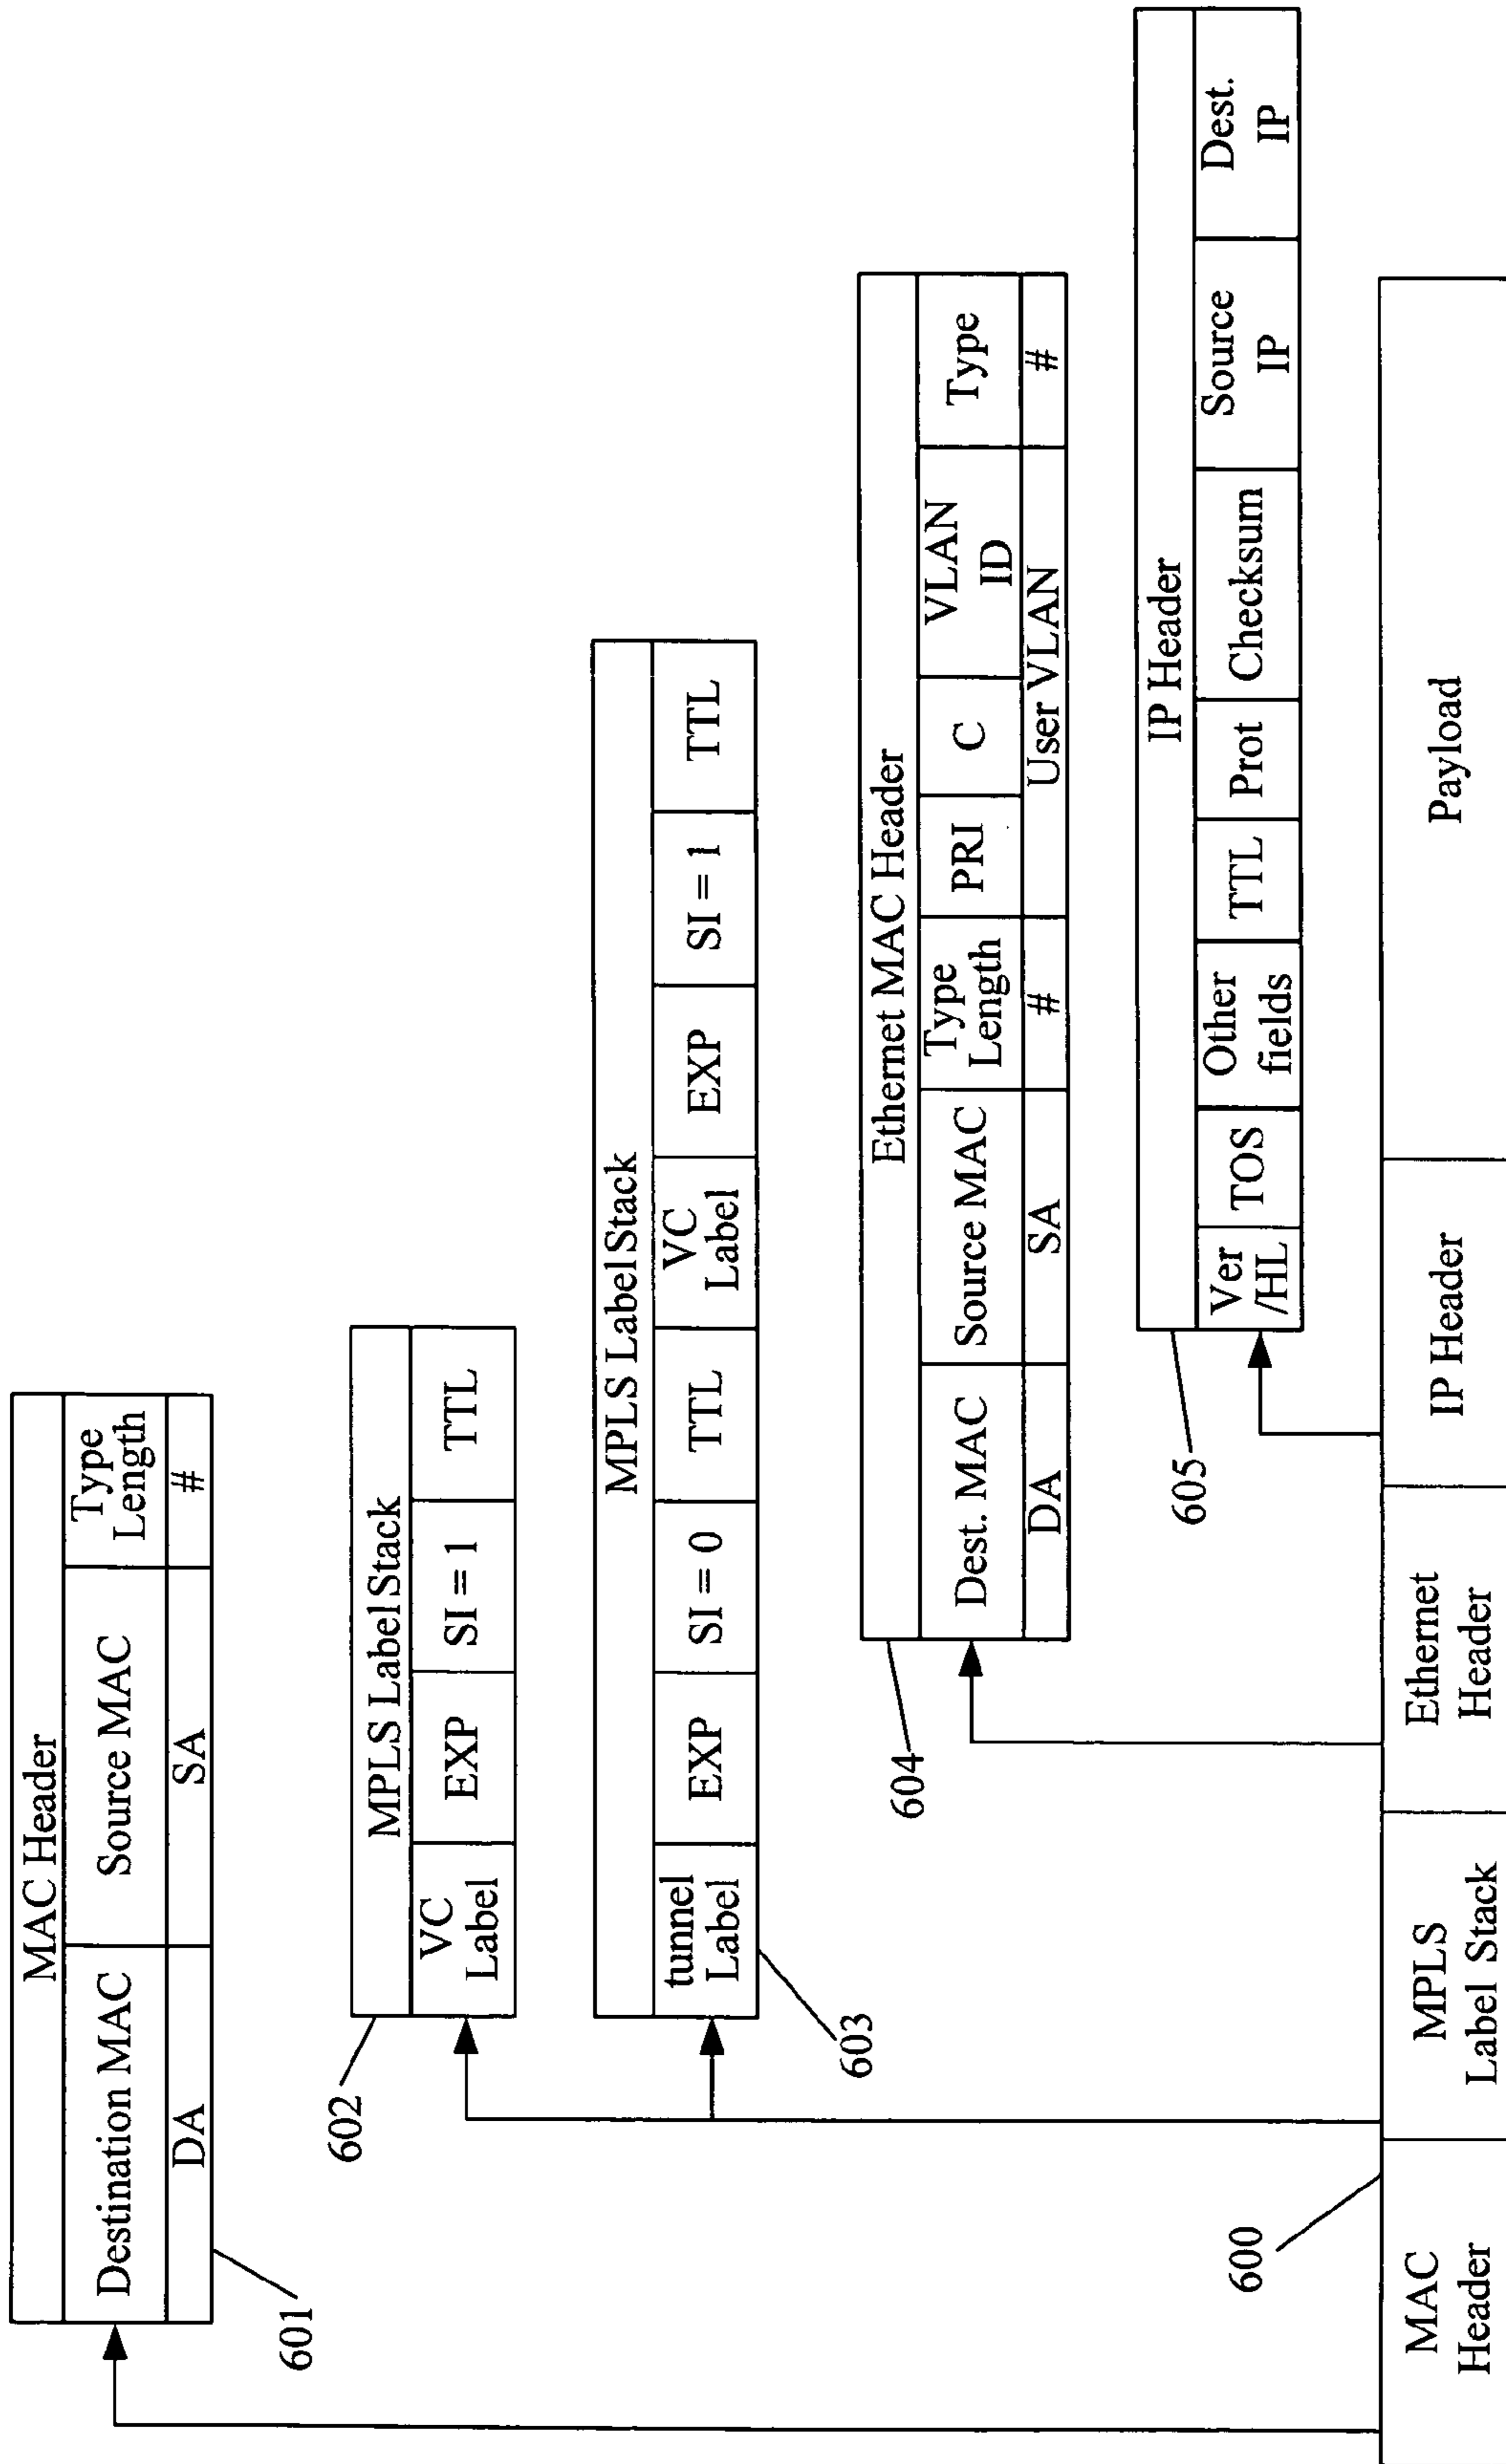 MAC Header
Destination MAC
Source MAC
Type
Length
DA
SA
#
601
MPLS Label Stack
VC
Label
EXP
SI = 1
TTL
602
MPLS Label Stack
tunnel
Label
EXP
SI = 0
TTL
VC
Label
EXP
SI = 1
TTL
603
Ethernet MAC Header
Dest. MAC
Source MAC
Type
Length
PRI
C
VLAN
ID
Type
DA
SA
#
User VLAN
#
604
IP Header
Ver
/HL
TOS
Other
fields
TTL
Prot
Checksum
Source
IP
Dest.
IP
605
600
MAC
Header
MPLS
Label Stack
Ethernet
Header
IP Header
Payload